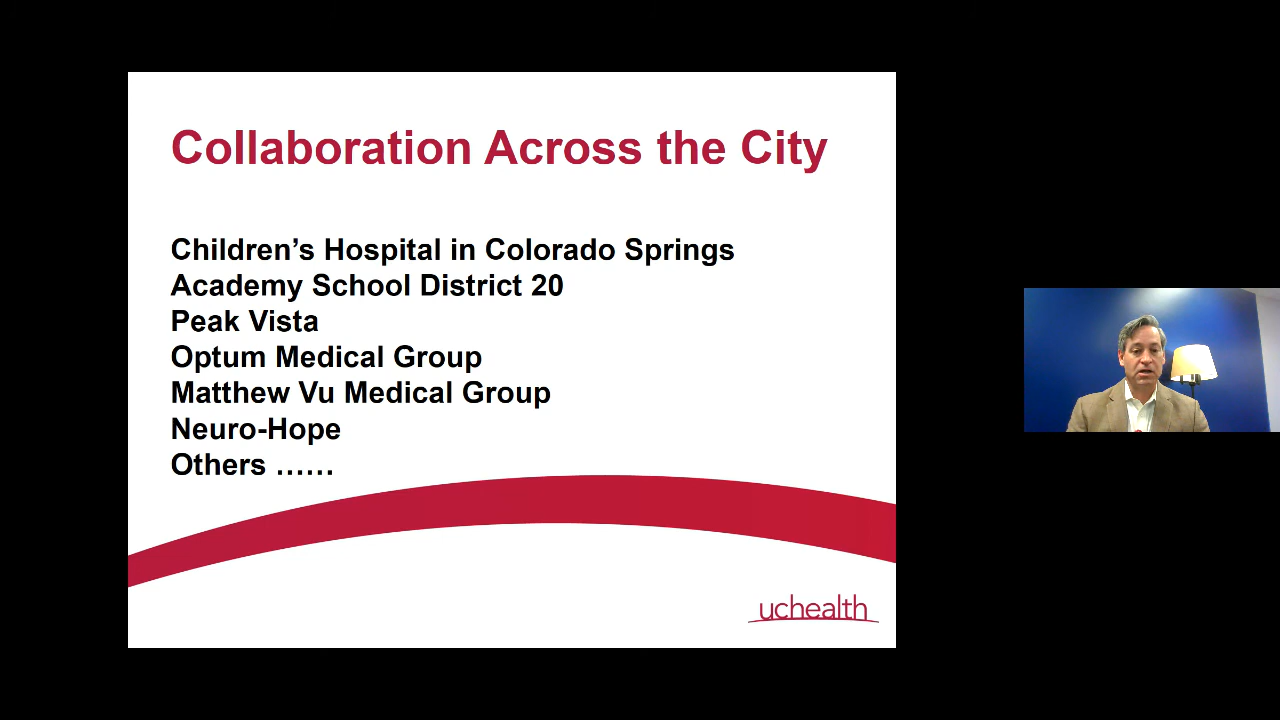 Collaboration Across the City
Children’s Hospital in Colorado Springs
Academy School District 20
Peak Vista
Optum Medical Group
Matthew Vu Medical Group
Neuro-Hope
Others ......
uchealth